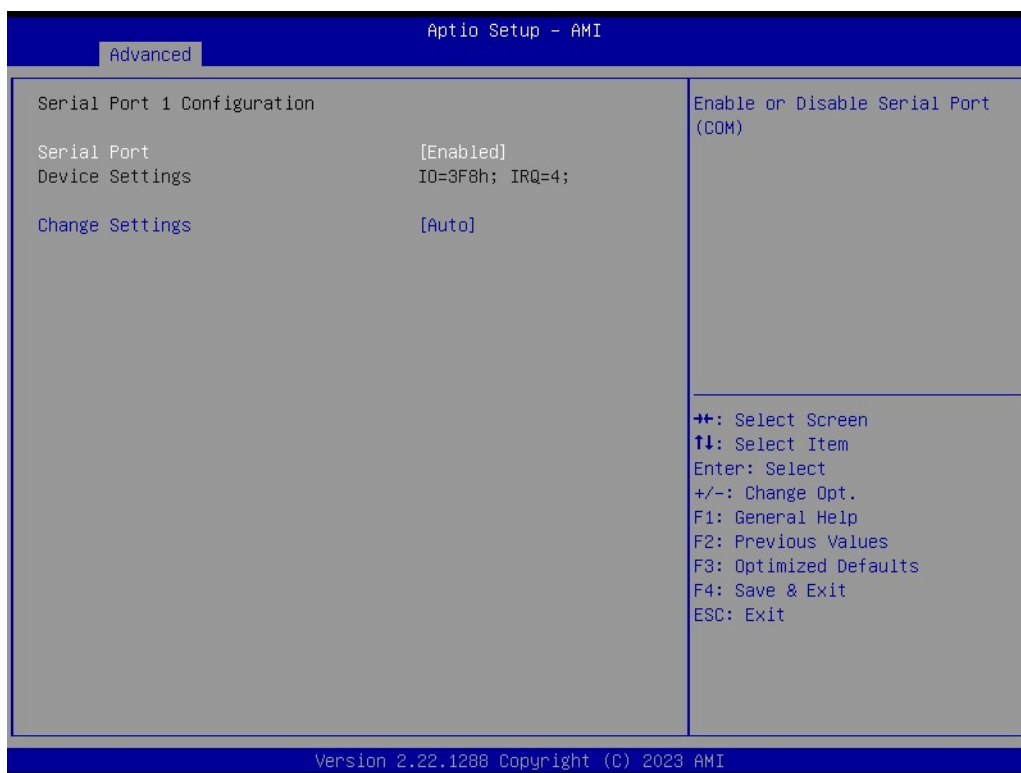 Aptio Setup - AMI
Advanced
Serial Port 1 Configuration
Serial Port [Enabled]
Device Settings IO=3F8h; IRQ=4;
Change Settings [Auto]
Enable or Disable Serial Port
(COM)
→←: Select Screen
↑↓: Select Item
Enter: Select
+/-: Change Opt.
F1: General Help
F2: Previous Values
F3: Optimized Defaults
F4: Save & Exit
ESC: Exit
Version 2.22.1288 Copyright (C) 2023 AMI